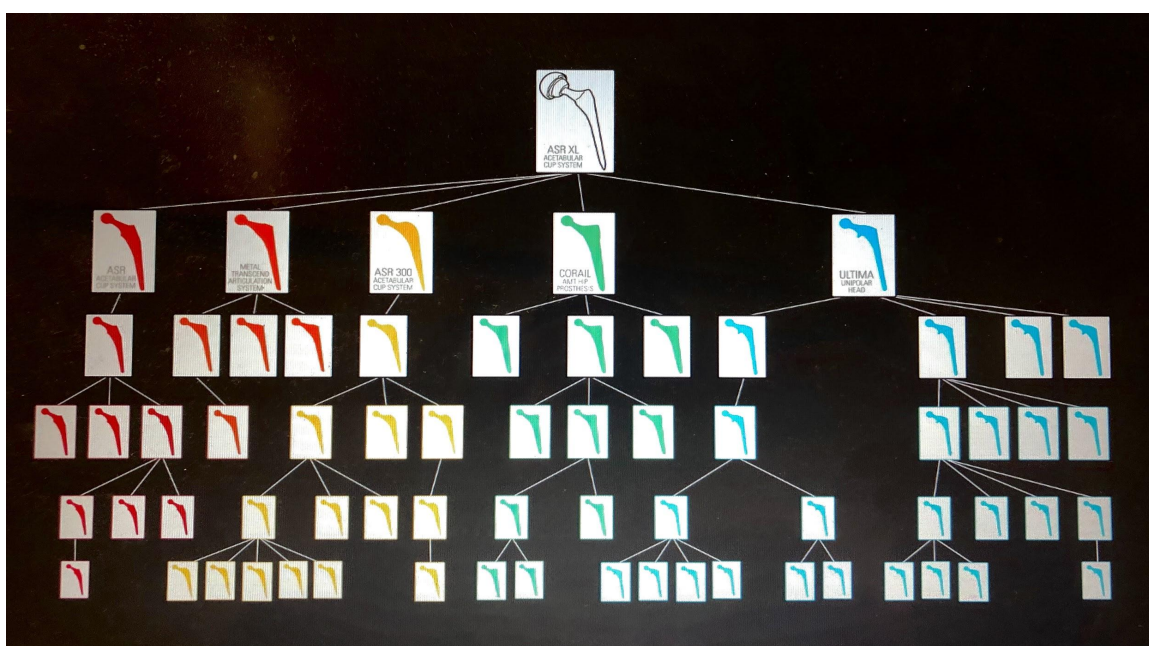 ASR XL
ACETABULAR
CUP SYSTEM
ASR
ACETABULAR
CUP SYSTEM
METAL
TRANSCEND
ARTICULATION
SYSTEM
ASR 300
ACETABULAR
CUP SYSTEM
CORAIL
AMT HIP
PROSTHESIS
ULTIMA
UNIPOLAR
HEAD